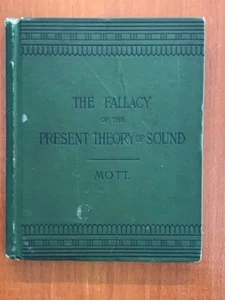 THE FALLACY
OF THE
PRESENT THEORY OF SOUND
MOTT.